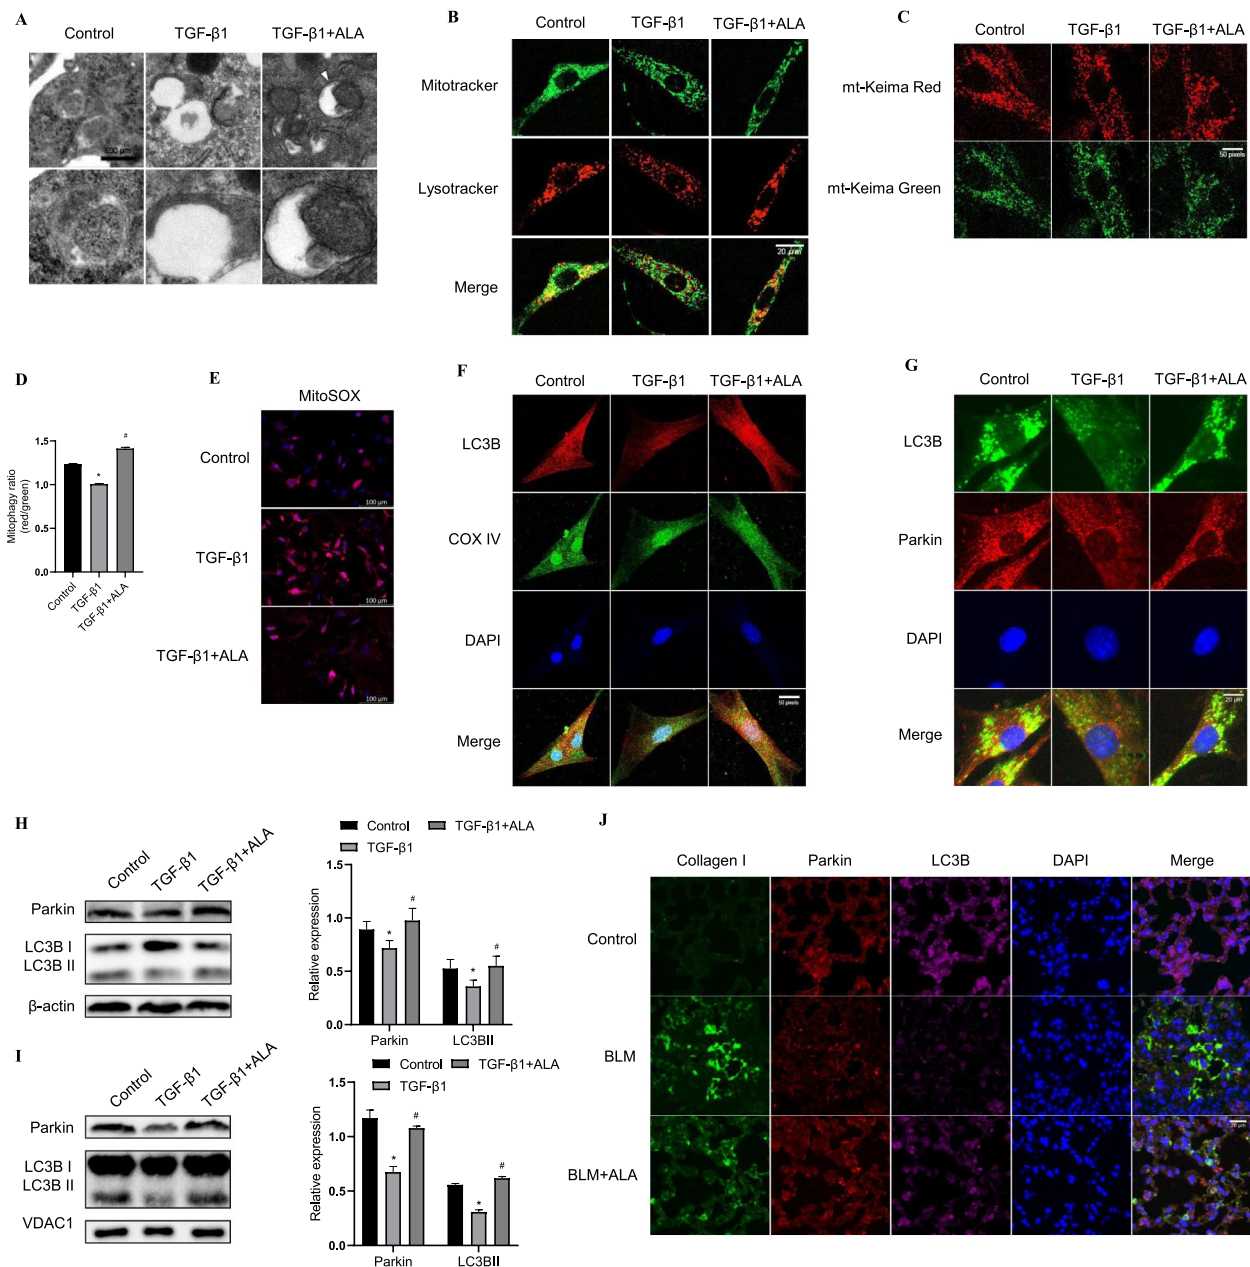 A
Control TGF-β1 TGF-β1+ALA
B
Control TGF-β1 TGF-β1+ALA
Mitotracker
Lysotracker
Merge
20 μm
C
Control TGF-β1 TGF-β1+ALA
mt-Keima Red
mt-Keima Green
50 pixels
D
Mitophagy ratio
(red/green)
1.5
1.0
0.5
0.0
*
#
Control
TGF-β1
TGF-β1+ALA
E
MitoSOX
Control
100 μm
TGF-β1
100 μm
TGF-β1+ALA
100 μm
F
Control TGF-β1 TGF-β1+ALA
LC3B
COX IV
DAPI
Merge
50 pixels
G
Control TGF-β1 TGF-β1+ALA
LC3B
Parkin
DAPI
Merge
20 μm
H
Control TGF-β1 TGF-β1+ALA
Parkin
LC3B I
LC3B II
β-actin
Control TGF-β1+ALA
TGF-β1
Relative expression
1.5
1.0
0.5
0.0
* # * #
Parkin LC3BII
I
Control TGF-β1 TGF-β1+ALA
Parkin
LC3B I
LC3B II
VDAC1
Control TGF-β1+ALA
TGF-β1
Relative expression
1.5
1.0
0.5
0.0
* # * #
Parkin LC3BII
J
Collagen I Parkin LC3B DAPI Merge
Control
BLM
BLM+ALA